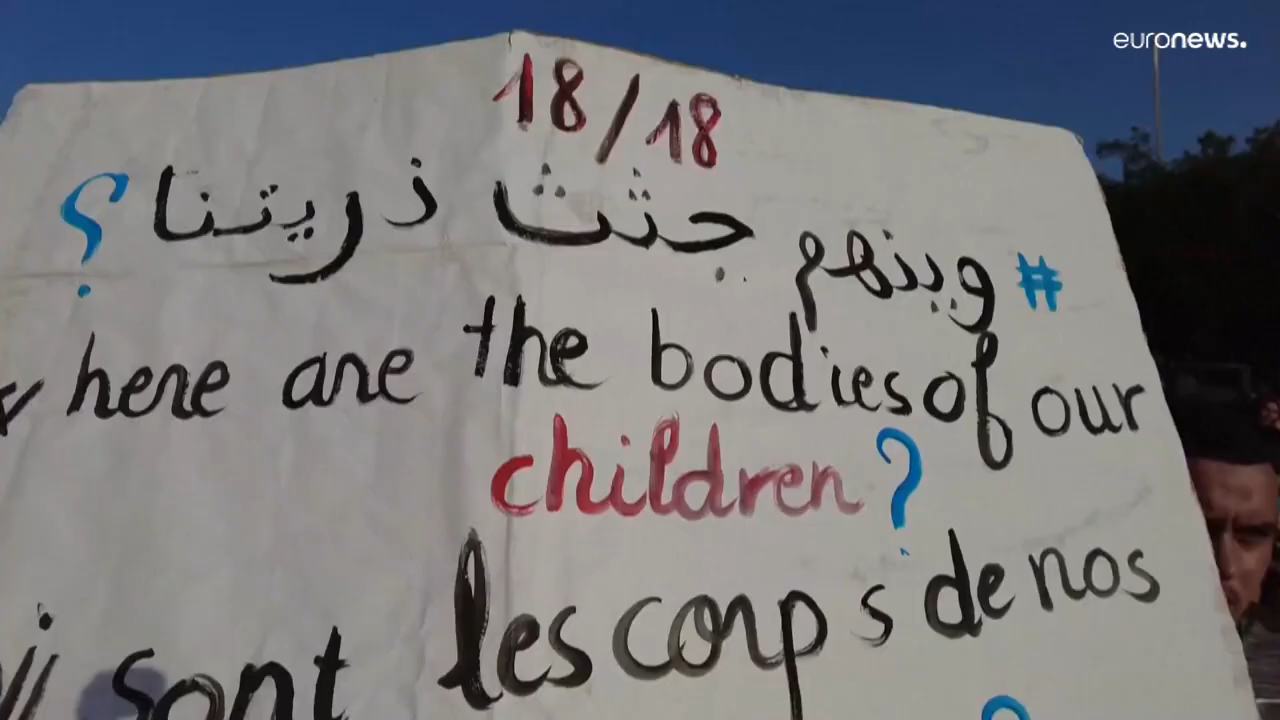 euronews.
18/18
#وينهم جثث ذريتنا؟
here are the bodies of our
children?
sont les corps de nos